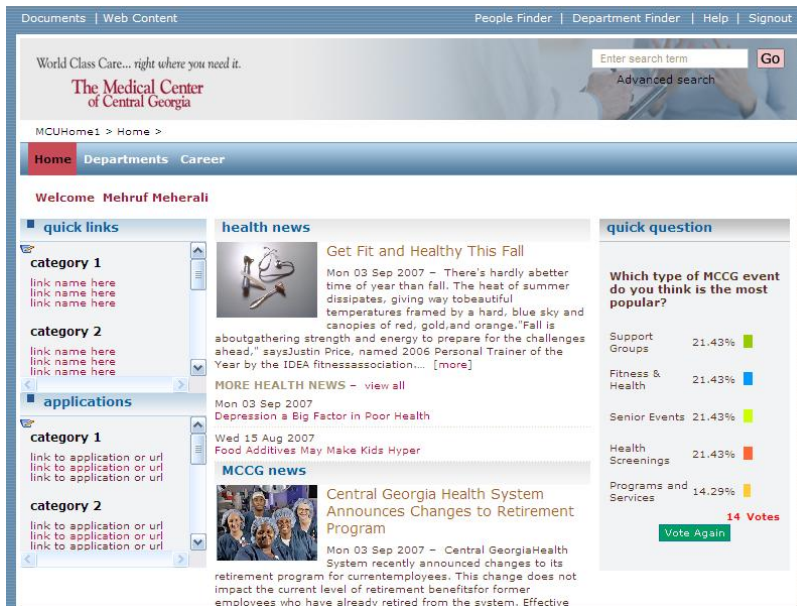 Documents | Web Content
People Finder | Department Finder | Help | Signout
World Class Care... right where you need it.
The Medical Center
of Central Georgia
Enter search term
Go
Advanced search
MCUHome1 > Home >
Home Departments Career
Welcome Mehruf Meherali
quick links
category 1
link name here
link name here
link name here
category 2
link name here
link name here
link name here
applications
category 1
link to application or url
link to application or url
link to application or url
category 2
link to application or url
link to application or url
link to application or url
health news
Get Fit and Healthy This Fall
Mon 03 Sep 2007 – There's hardly abetter
time of year than fall. The heat of summer
dissipates, giving way tobeautiful
temperatures framed by a hard, blue sky and
canopies of red, gold,and orange."Fall is
aboutgathering strength and energy to prepare for the challenges
ahead," saysJustin Price, named 2006 Personal Trainer of the
Year by the IDEA fitnessassociation.... [more]
MORE HEALTH NEWS – view all
Mon 03 Sep 2007
Depression a Big Factor in Poor Health
Wed 15 Aug 2007
Food Additives May Make Kids Hyper
MCCG news
Central Georgia Health System
Announces Changes to Retirement
Program
Mon 03 Sep 2007 – Central GeorgiaHealth
System recently announced changes to its
retirement program for currentemployees. This change does not
impact the current level of retirement benefitsfor former
employees who have already retired from the system. Effective
quick question
Which type of MCCG event
do you think is the most
popular?
Support
Groups 21.43%
Fitness &
Health 21.43%
Senior Events 21.43%
Health
Screenings 21.43%
Programs and
Services 14.29%
14 Votes
Vote Again